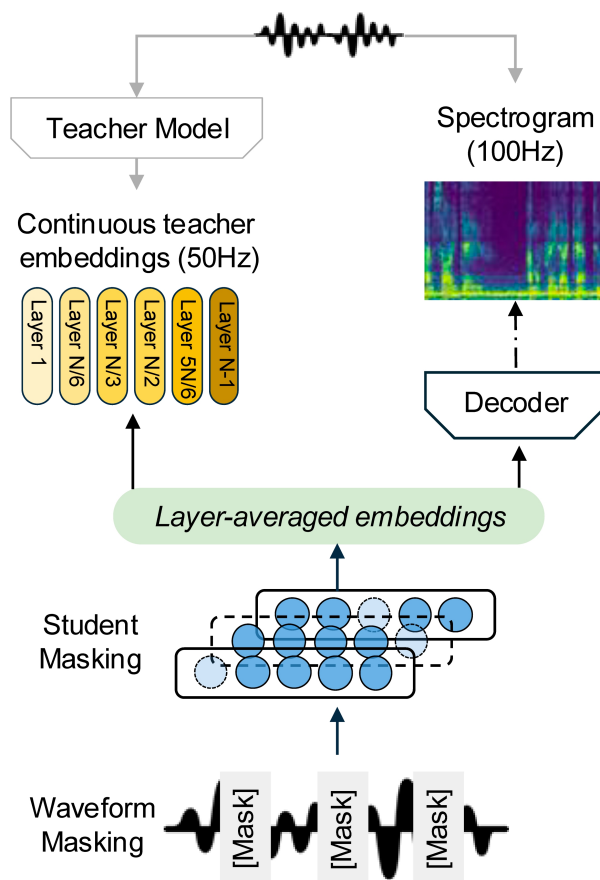 Teacher Model
Spectrogram
(100Hz)
Continuous teacher
embeddings (50Hz)
Layer 1
Layer N/6
Layer N/3
Layer N/2
Layer 5N/6
Layer N-1
Decoder
Layer-averaged embeddings
Student
Masking
Waveform
Masking
[Mask]
[Mask]
[Mask]